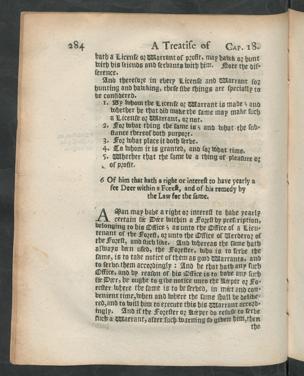 284 A Treatise of CAP. 18.
hath a License or Warrant of profit, may hawk or hunt
with his friends and servants with him. Note the dif-
ference.
And therefore in every License and Warrant for
hunting and hawking, these five things are specially to
be considered.
1. By whom the License or Warrant is made : and
whether he that did make the same may make such
a License or Warrant, or not.
2. For what thing the same is : and what the sub-
stance thereof both purport.
3. For what place it doth serve.
4. To whom it is granted, and for what time.
5. Whether that the same be a thing of pleasure or
of profit.
6 Of him that hath a right or interest to have yearly a
fee Deer within a Forest, and of his remedy by
the Law for the same.
A Man may have a right or interest to have yearly
certain fee Deer within a Forest by prescription,
belonging to his Office : as unto the Office of a Lieu-
tenant of the Forest, or unto the Office of Verderor of
the Forest, and such like. And whereas the same hath
always been used, the Forester, who is to serve the
same, is to take notice of them as good Warrants, and
to serve them accordingly : And he that hath any such
Office, and by reason of his Office is to have any such
fee Deer, he ought to give notice unto the Keeper or Fo-
rester where the same is to be served, in meet and con-
venient time, when and where the same shall be delive-
red, and to will him to execute this his Warrant accord-
ingly. And if the Forester or Keeper do refuse to serve
such a Warrant, after such warning so given him, then
the